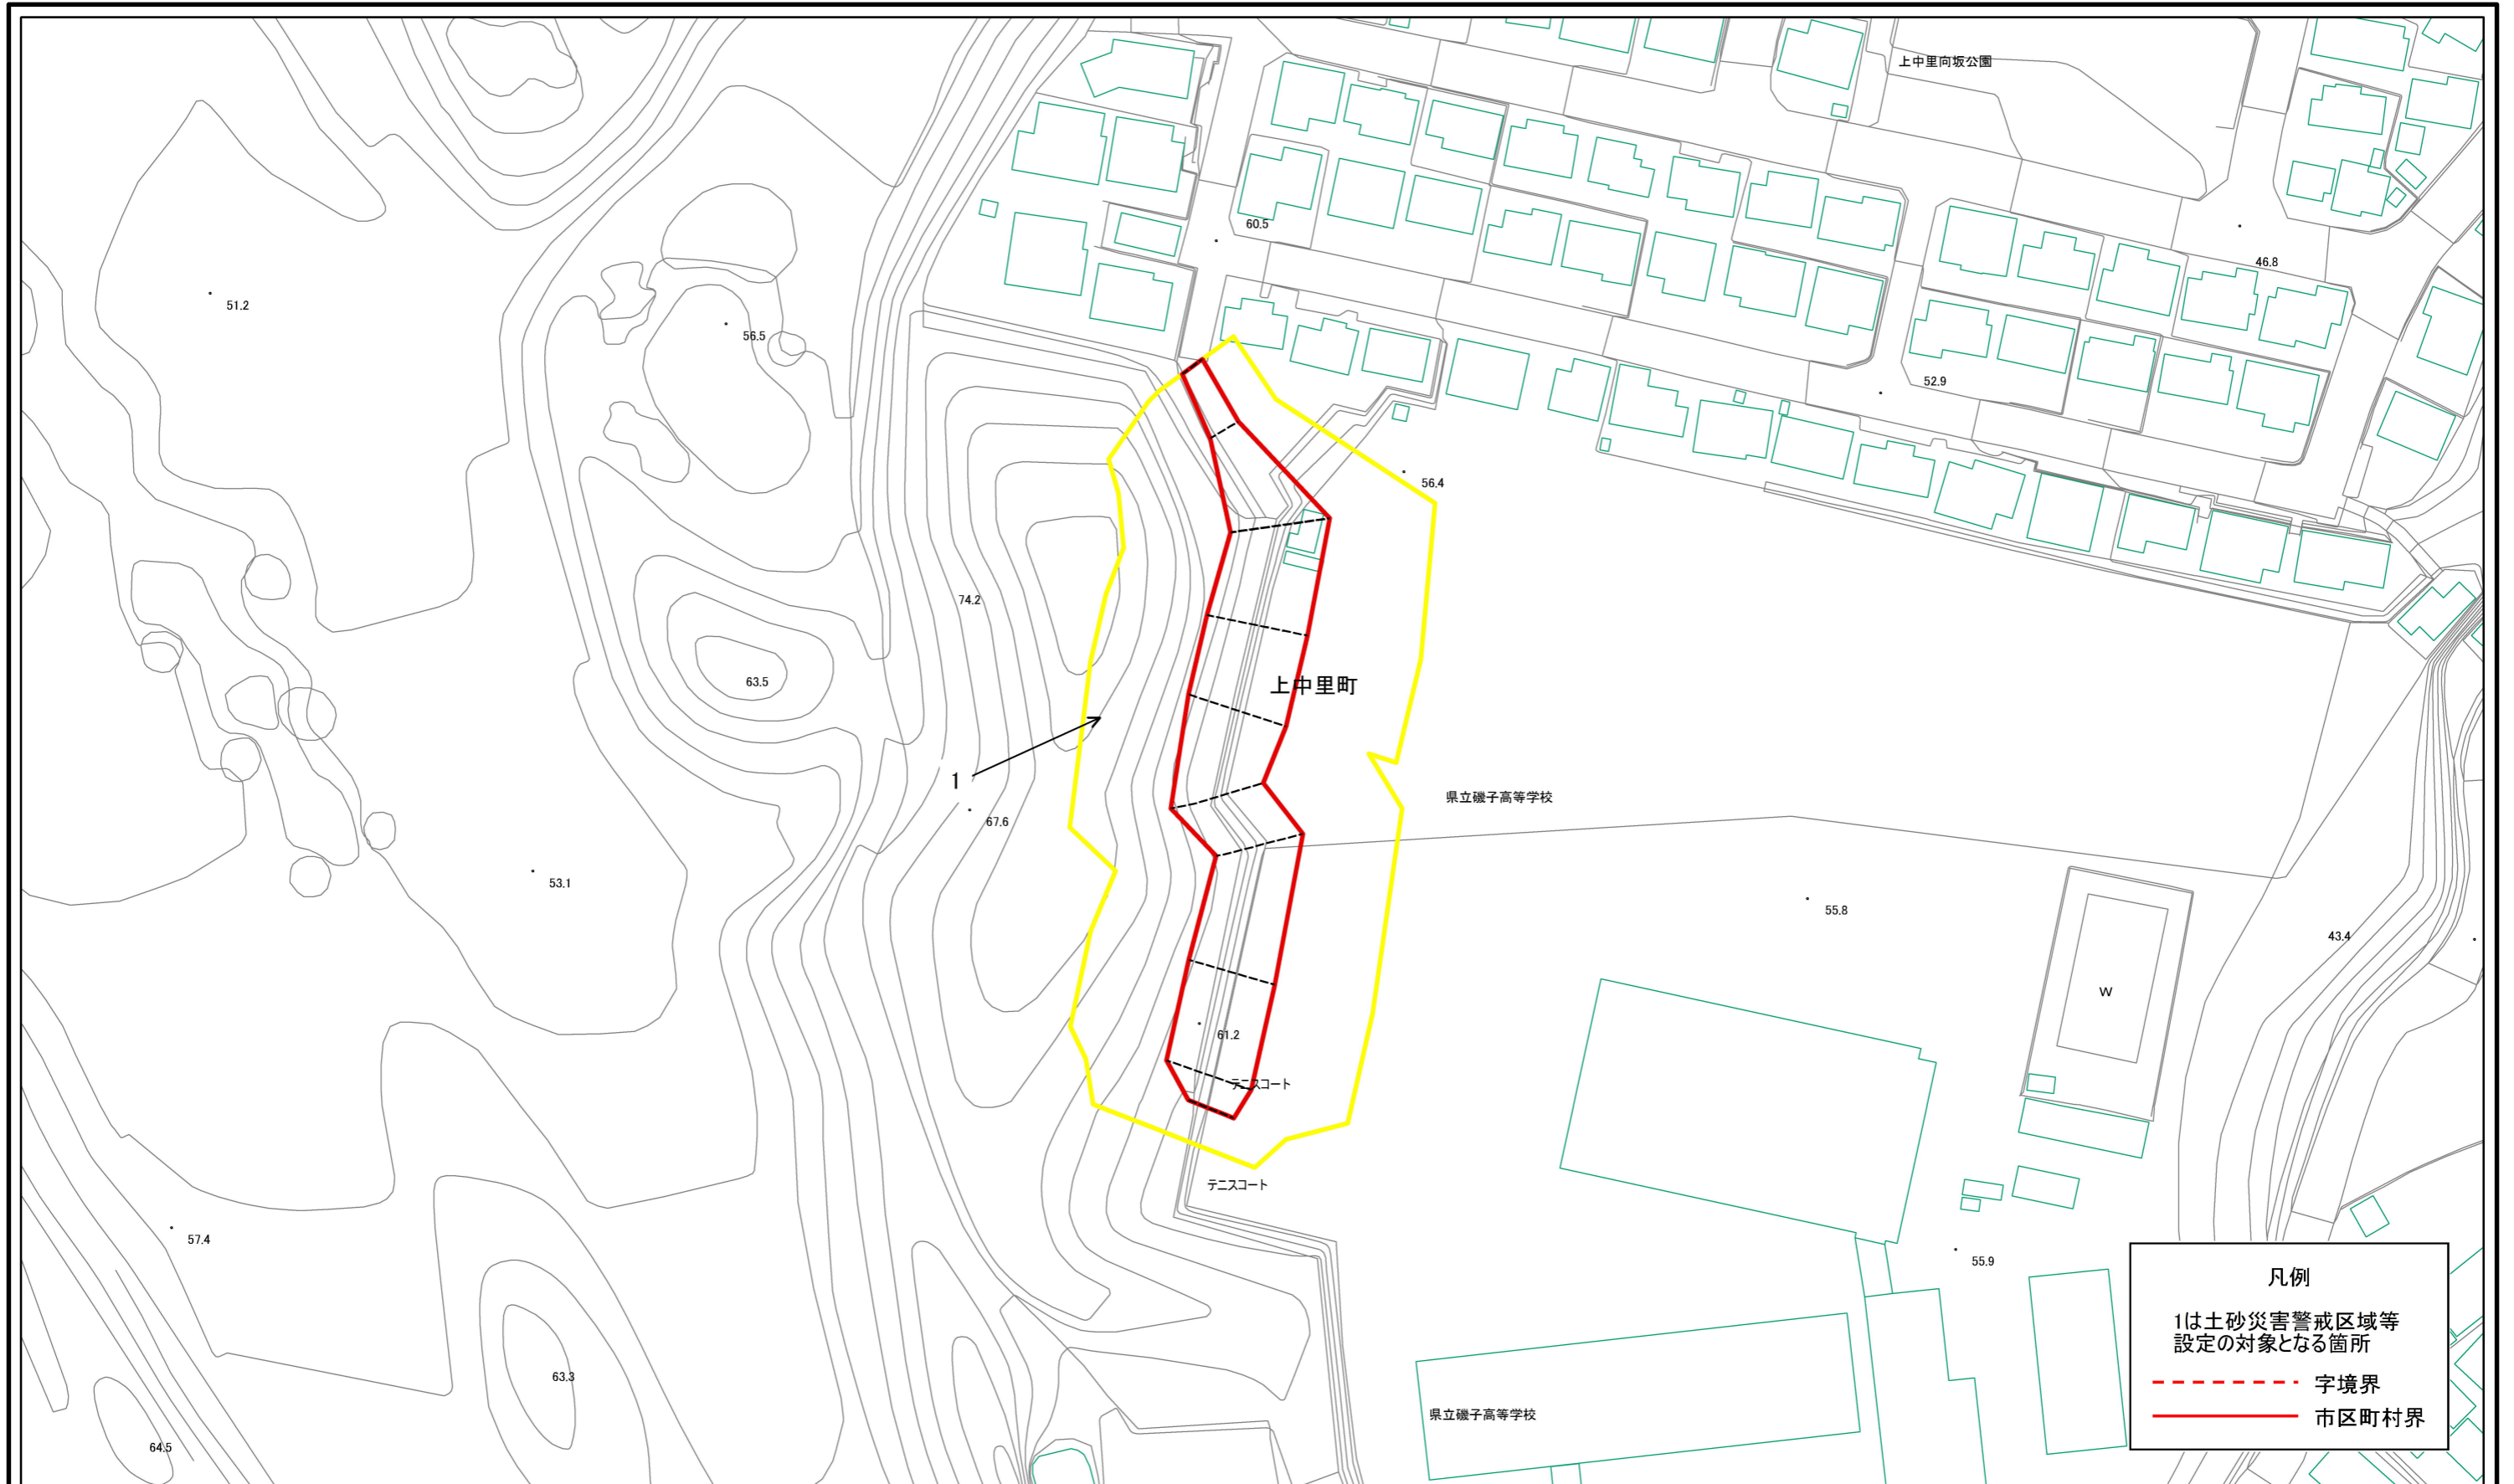 上中里向坂公園
60.5
46.8
51.2
56.5
52.9
56.4
74.2
63.5
上中里町
1
県立磯子高等学校
67.6
53.1
55.8
43.4
W
61.2
テニスコート
テニスコート
57.4
55.9
凡例
1は土砂災害警戒区域等
設定の対象となる箇所
字境界
市区町村界
63.3
県立磯子高等学校
64.5